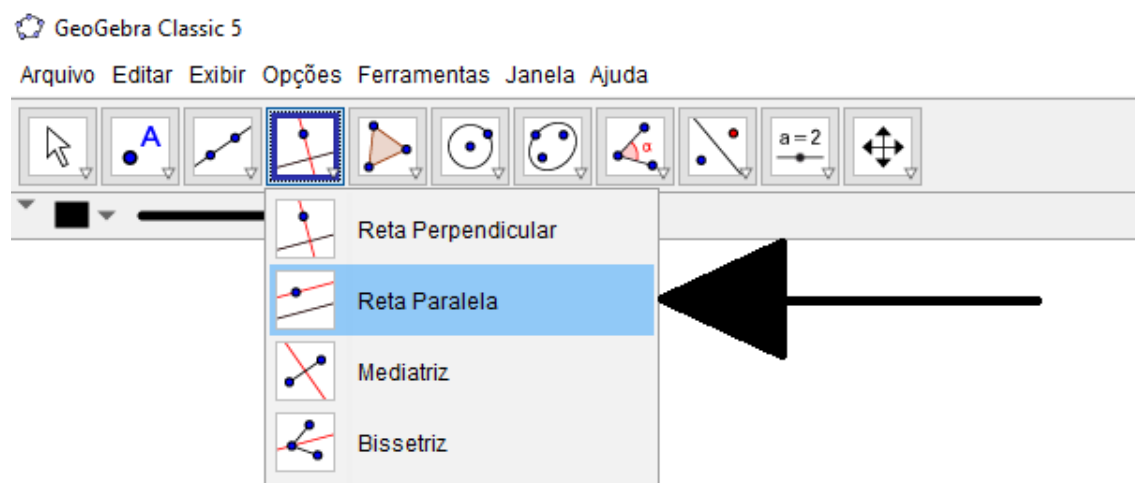 GeoGebra Classic 5
Arquivo Editar Exibir Opções Ferramentas Janela Ajuda
A
α
a=2
Reta Perpendicular
Reta Paralela
Mediatriz
Bissetriz